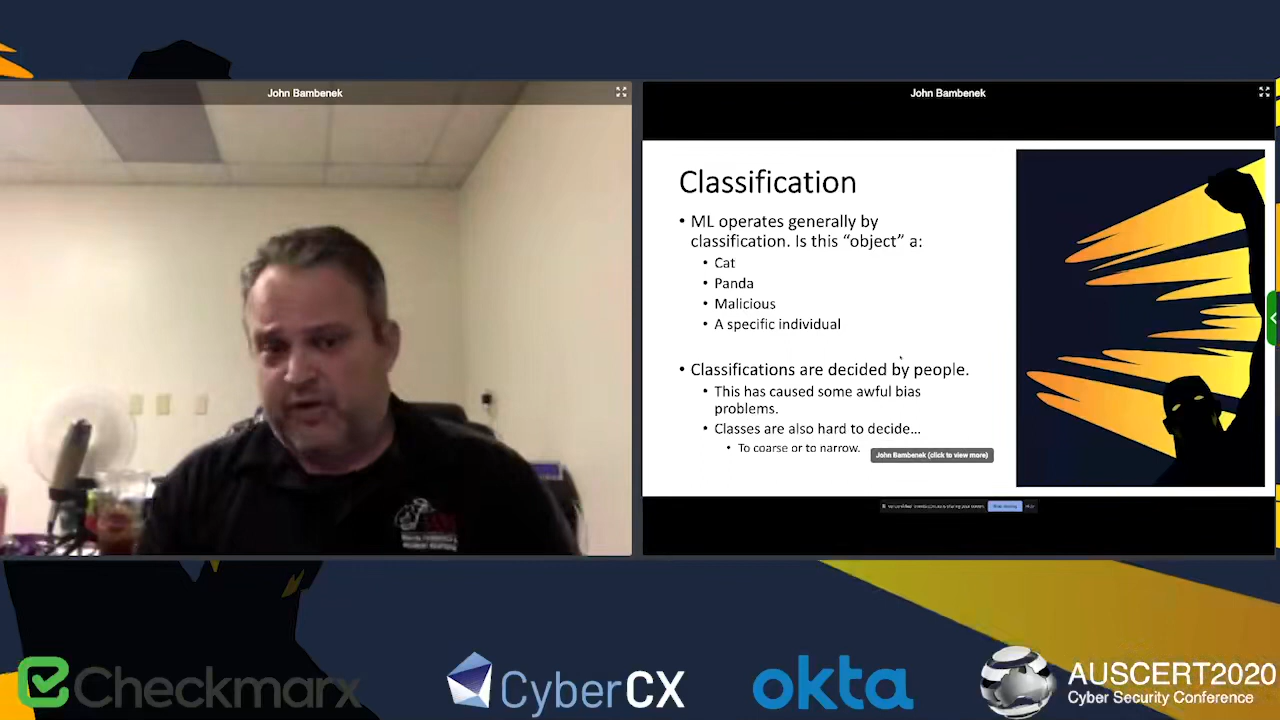 John Bambenek
John Bambenek
Classification
• ML operates generally by
classification. Is this “object” a:
• Cat
• Panda
• Malicious
• A specific individual
• Classifications are decided by people.
• This has caused some awful bias
problems.
• Classes are also hard to decide...
• To coarse or to narrow.
John Bambenek (click to view more)
Checkmarx
CyberCX
okta
AUSCERT2020
Cyber Security Conference